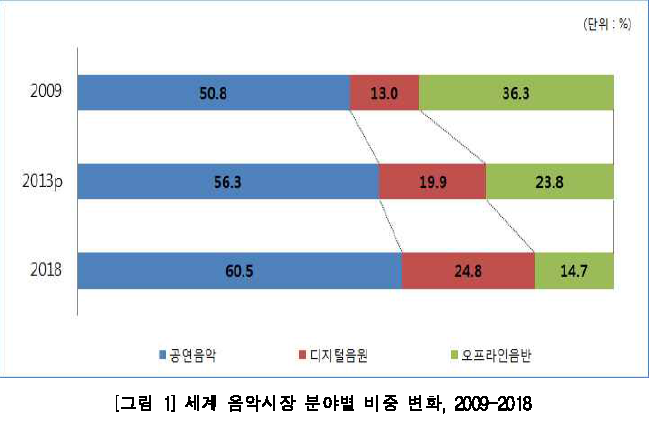 (단위 : %)
2009 50.8 13.0 36.3
2013p 56.3 19.9 23.8
2018 60.5 24.8 14.7
공연음악 디지털음원 오프라인음반
[그림 1] 세계 음악시장 분야별 비중 변화, 2009-2018